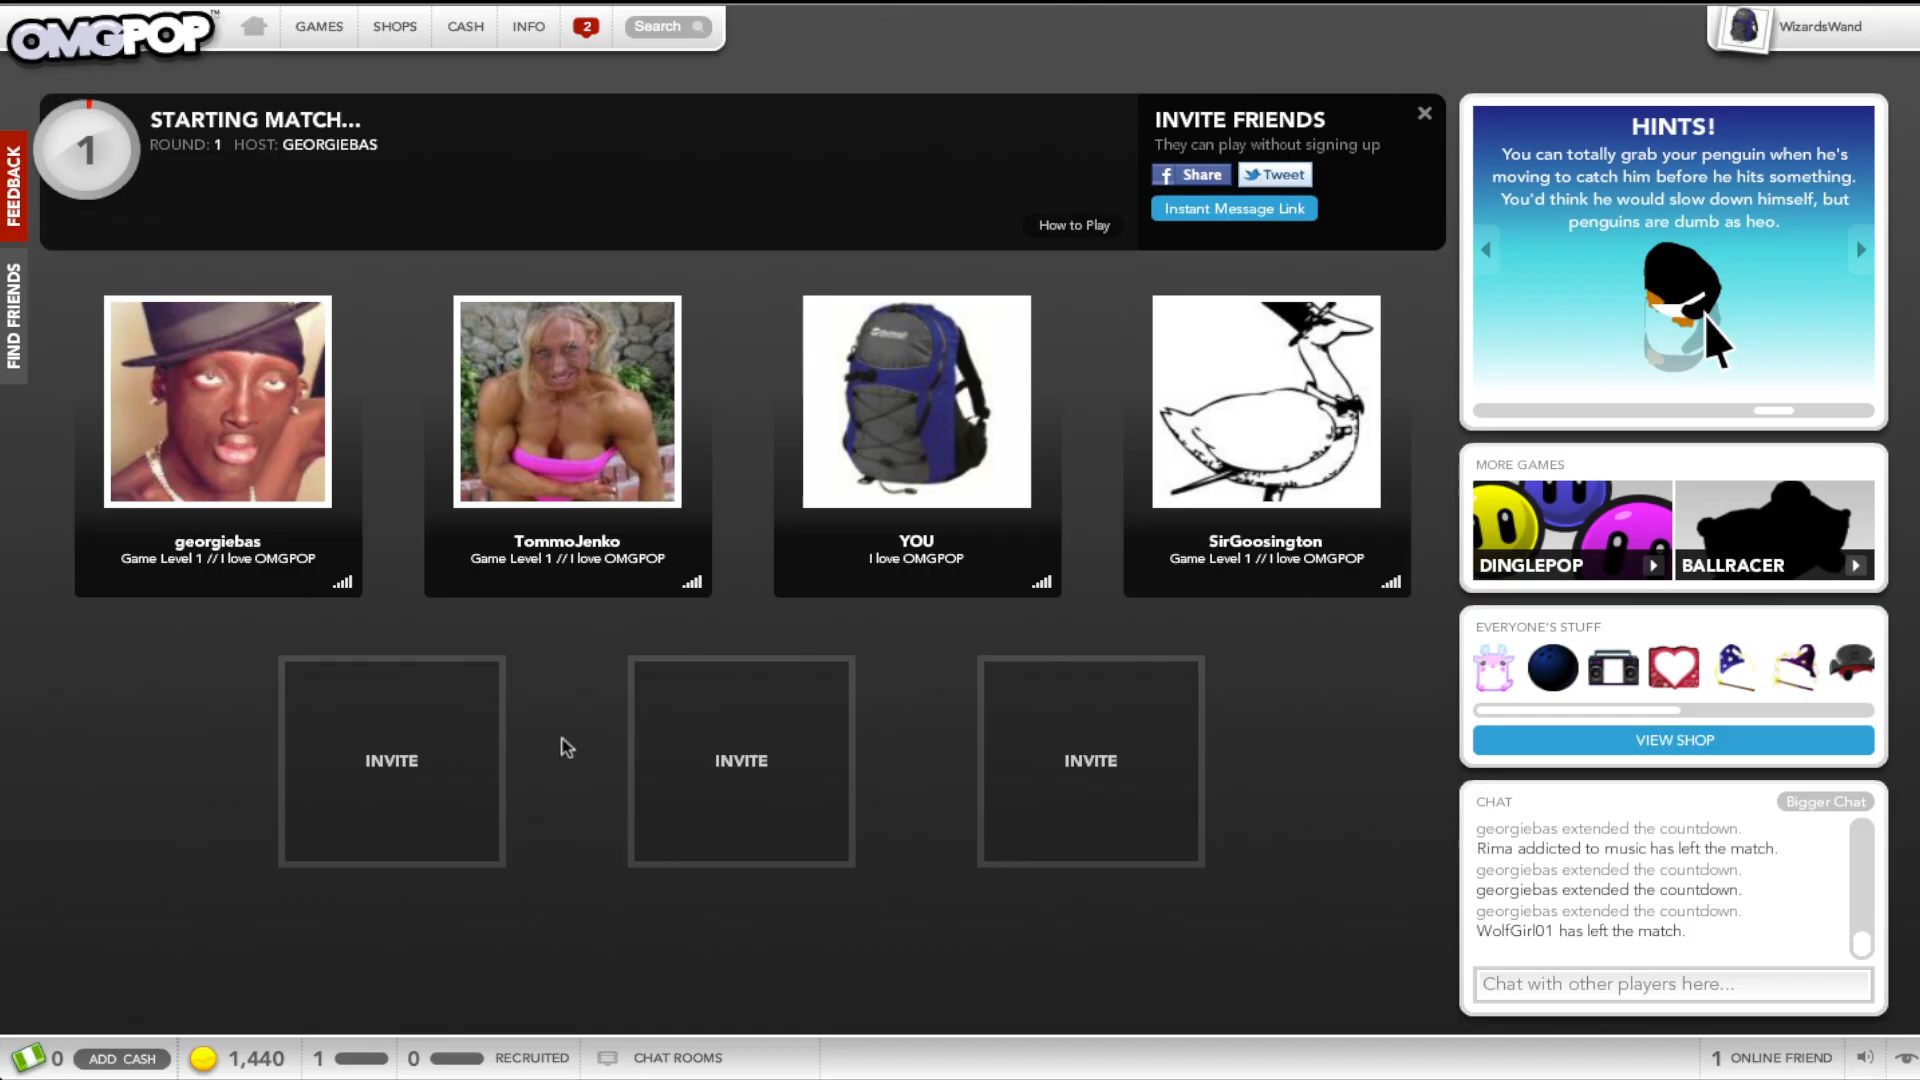 OMGPOP™
GAMES
SHOPS
CASH
INFO
2
Search
WizardsWand
FEEDBACK
FIND FRIENDS
1
STARTING MATCH...
ROUND: 1 HOST: GEORGIEBAS
How to Play
INVITE FRIENDS
They can play without signing up
f Share
Tweet
Instant Message Link
georgiebas
Game Level 1 // I love OMGPOP
TommoJenko
Game Level 1 // I love OMGPOP
YOU
I love OMGPOP
SirGoosington
Game Level 1 // I love OMGPOP
INVITE
INVITE
INVITE
HINTS!
You can totally grab your penguin when he's
moving to catch him before he hits something.
You'd think he would slow down himself, but
penguins are dumb as heo.
MORE GAMES
DINGLEPOP
BALLRACER
EVERYONE'S STUFF
VIEW SHOP
CHAT
Bigger Chat
georgiebas extended the countdown.
Rima addicted to music has left the match.
georgiebas extended the countdown.
georgiebas extended the countdown.
georgiebas extended the countdown.
WolfGirl01 has left the match.
Chat with other players here...
0
ADD CASH
1,440
1
0
RECRUITED
CHAT ROOMS
1 ONLINE FRIEND